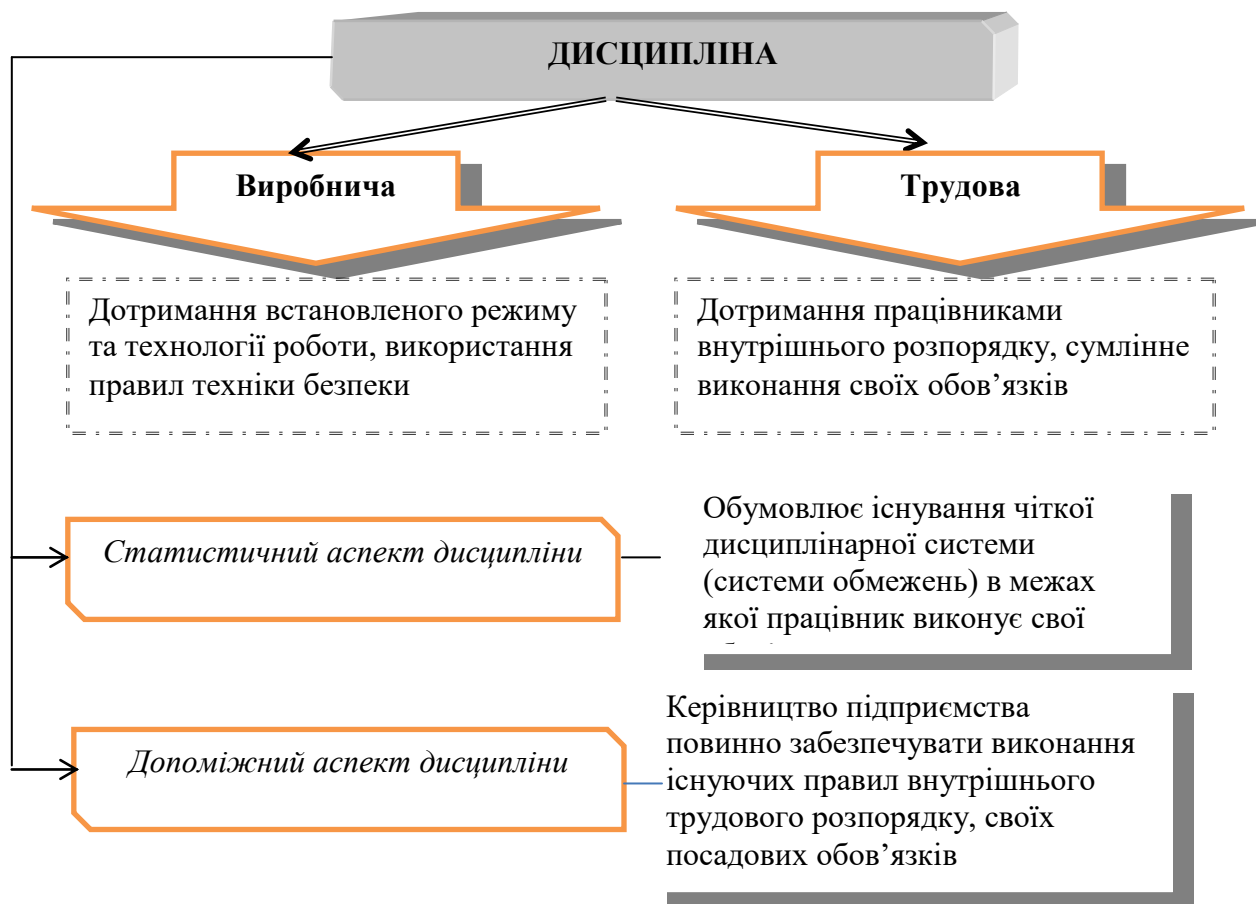 ДИСЦИПЛІНА
Виробнича
Трудова
Дотримання встановленого режиму
та технології роботи, використання
правил техніки безпеки
Дотримання працівниками
внутрішнього розпорядку, сумлінне
виконання своїх обов’язків
Статистичний аспект дисципліни
Обумовлює існування чіткої
дисциплінарної системи
(системи обмежень) в межах
якої працівник виконує свої
Допоміжний аспект дисципліни
Керівництво підприємства
повинно забезпечувати виконання
існуючих правил внутрішнього
трудового розпорядку, своїх
посадових обов’язків